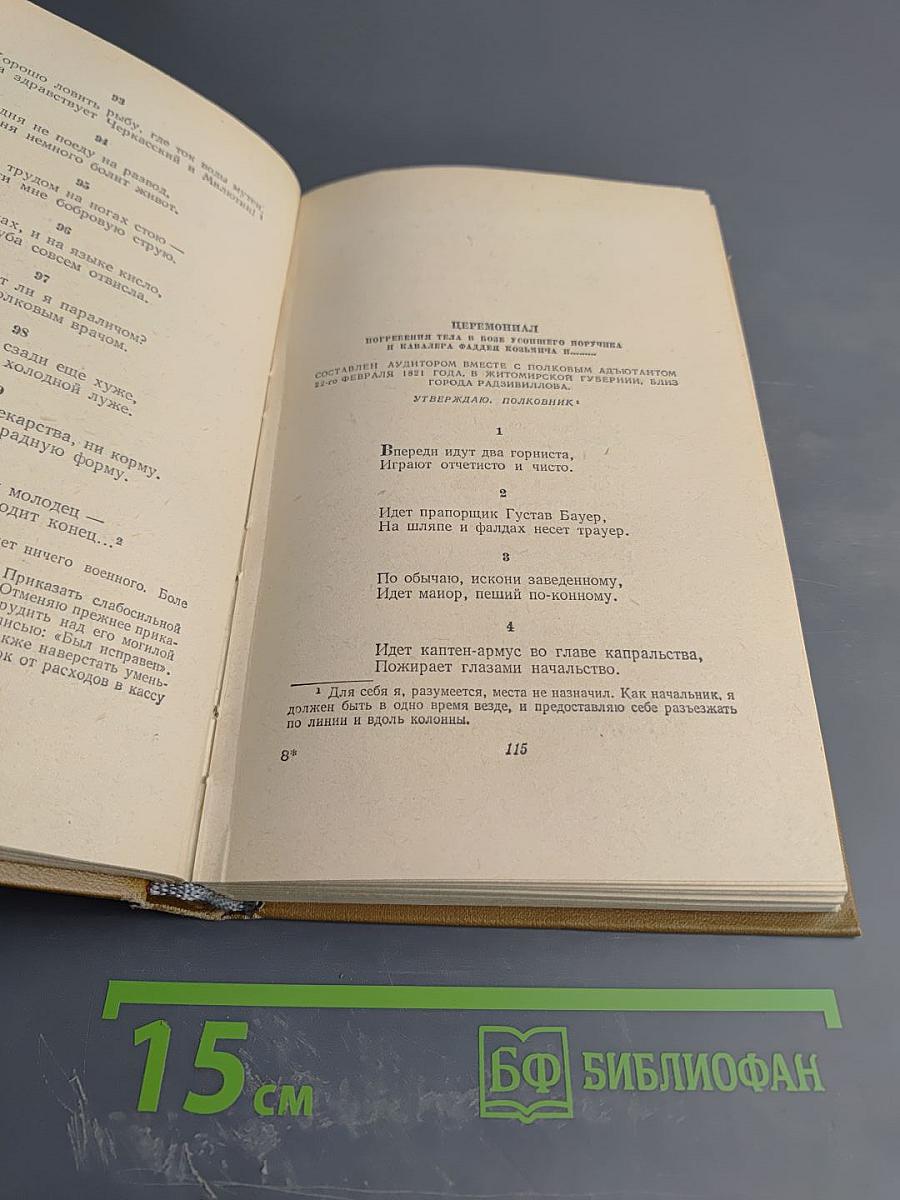 93
Хорошо ловить рыбу, где ток воды мутен,
здравствует Черкасский и Милютин! 1
94
не поеду на развод,
немного болит живот.
95
трудом на ногах стою —
мне бобровую струю.
96
и на языке кисло,
совсем отвисла.
97
ли я параличом?
полковым врачом.
98
сзади еще хуже,
холодной луже.
лекарства, ни корму.
форму.
молодец —
конец... 2
ничего военного. Боле
Приказать слабосильной
Отменяю прежнее прика-
над его могилой
«Был исправен».
наверстать умень-
от расходов в кассу
ЦЕРЕМОНИАЛ
ПОГРЕБЕНИЯ ТЕЛА В БОЗЕ УСОПШЕГО ПОРУЧИКА
И КАВАЛЕРА ФАДДЕЯ КОЗЬМИЧА П.........
СОСТАВЛЕН АУДИТОРОМ ВМЕСТЕ С ПОЛКОВЫМ АДЪЮТАНТОМ
22-го ФЕВРАЛЯ 1821 ГОДА, В ЖИТОМИРСКОЙ ГУБЕРНИИ, БЛИЗ
ГОРОДА РАДЗИВИЛЛОВА.
УТВЕРЖДАЮ. ПОЛКОВНИК 1
1
Впереди идут два горниста,
Играют отчетисто и чисто.
2
Идет прапорщик Густав Бауер,
На шляпе и фалдах несет трауер.
3
По обычаю, искони заведенному,
Идет маиор, пеший по-конному.
4
Идет каптен-армус во главе капральства,
Пожирает глазами начальство.
1 Для себя я, разумеется, места не назначил. Как начальник, я
должен быть в одно время везде, и предоставляю себе разъезжать
по линии и вдоль колонны.
8*
115
15 см
БФ БИБЛИОФАН